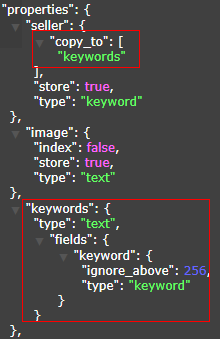 "properties": {
"seller": {
"copy_to": [
"keywords"
],
"store": true,
"type": "keyword"
},
"image": {
"index": false,
"store": true,
"type": "text"
},
"keywords": {
"type": "text",
"fields": {
"keyword": {
"ignore_above": 256,
"type": "keyword"
}
}
},